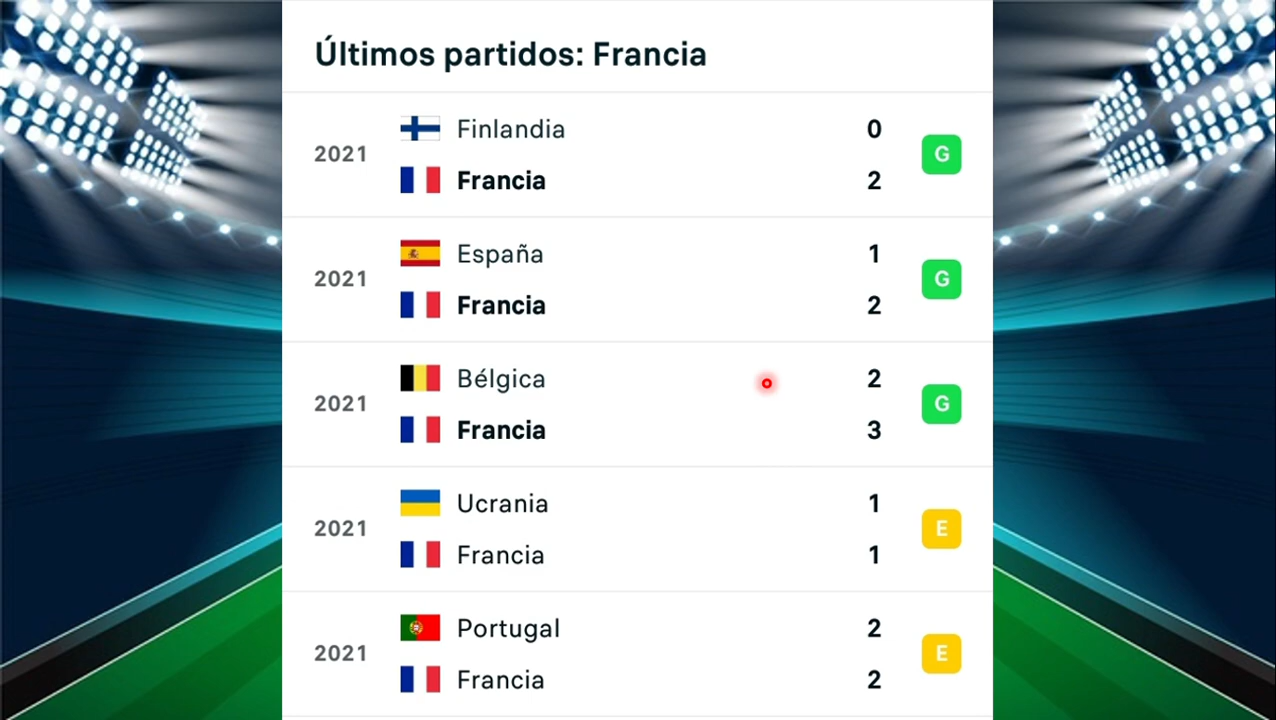 Últimos partidos: Francia
2021
Finlandia 0
Francia 2
G
2021
España 1
Francia 2
G
2021
Bélgica 2
Francia 3
G
2021
Ucrania 1
Francia 1
E
2021
Portugal 2
Francia 2
E